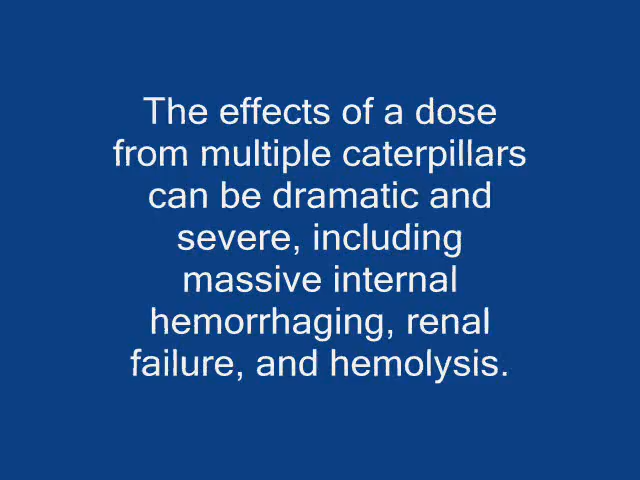 The effects of a dose
from multiple caterpillars
can be dramatic and
severe, including
massive internal
hemorrhaging, renal
failure, and hemolysis.